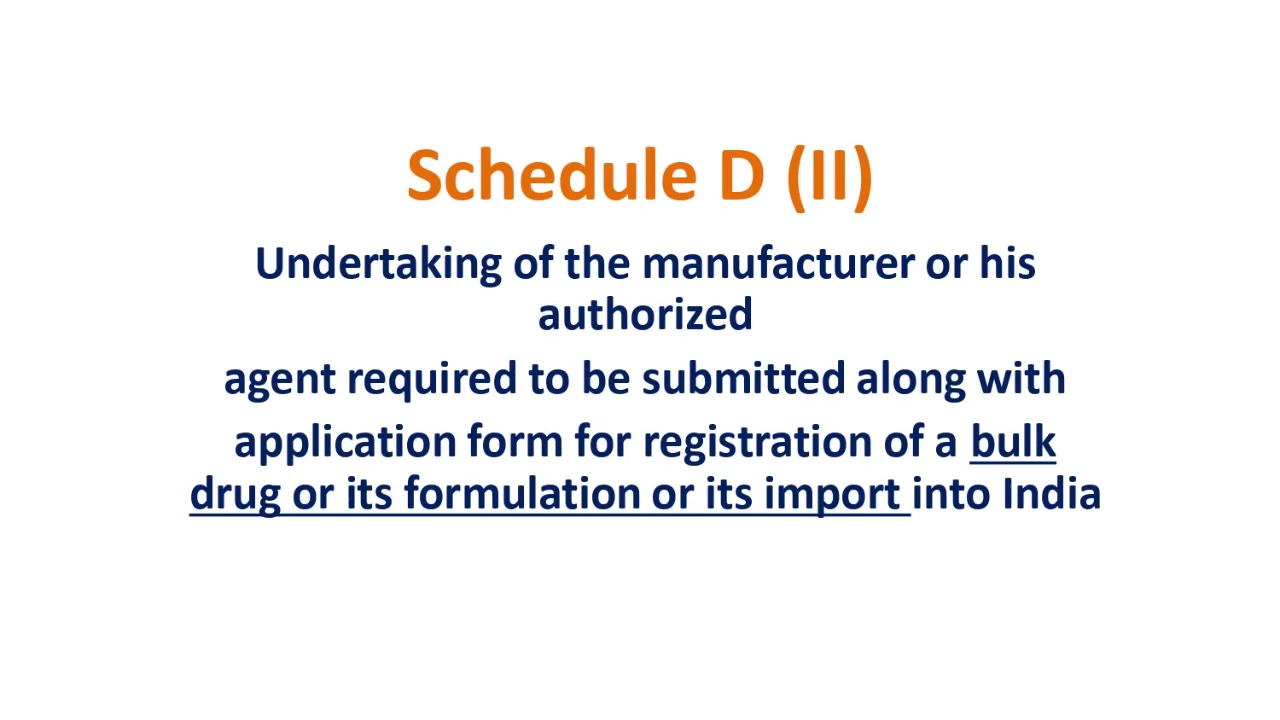 Schedule D (II)
Undertaking of the manufacturer or his
authorized
agent required to be submitted along with
application form for registration of a bulk
drug or its formulation or its import into India